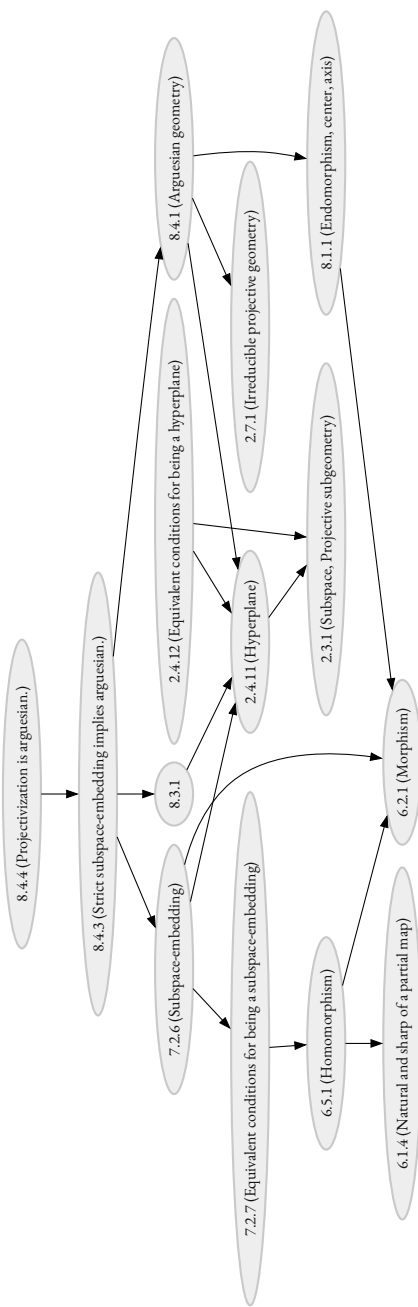 8.4.4 (Projectivization is arguesian.)
8.4.3 (Strict subspace-embedding implies arguesian.)
7.2.6 (Subspace-embedding)
8.3.1
2.4.12 (Equivalent conditions for being a hyperplane)
8.4.1 (Arguesian geometry)
7.2.7 (Equivalent conditions for being a subspace-embedding)
2.4.11 (Hyperplane)
2.7.1 (Irreducible projective geometry)
6.5.1 (Homomorphism)
2.3.1 (Subspace, Projective subgeometry)
8.1.1 (Endomorphism, center, axis)
6.1.4 (Natural and sharp of a partial map)
6.2.1 (Morphism)